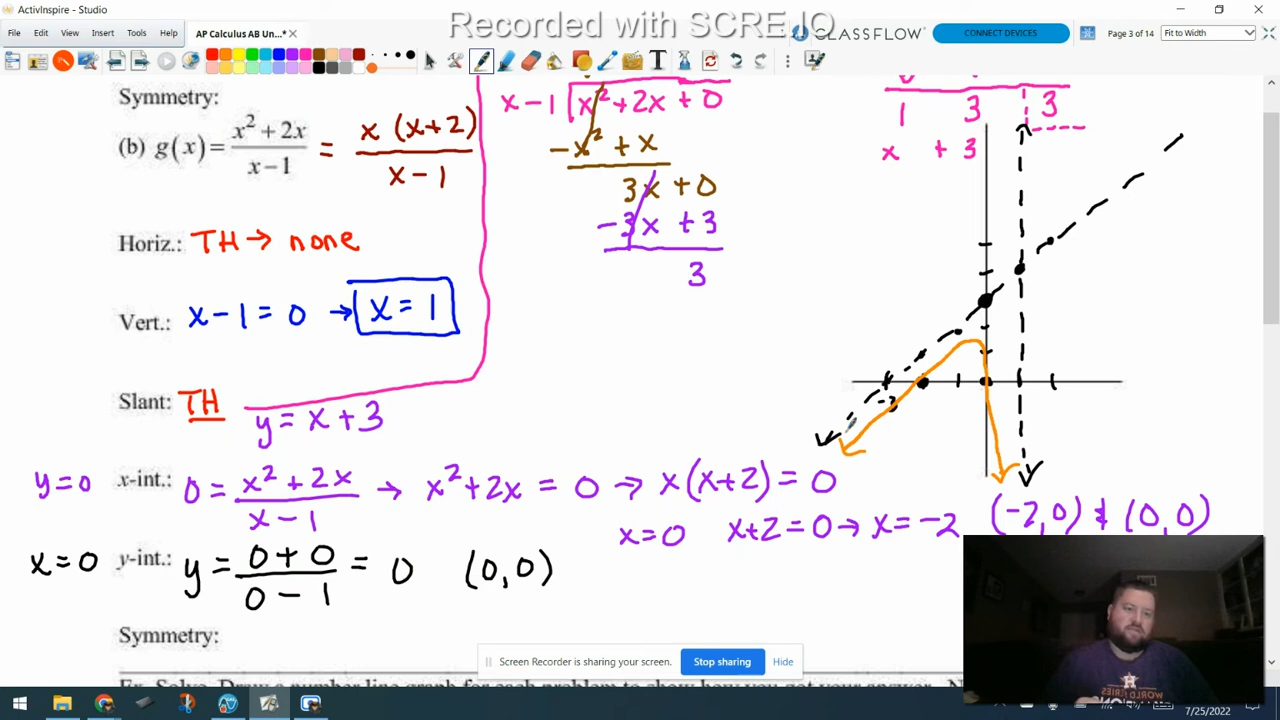 ActivInspire - Studio
Recorded with SCRE.IO
File Edit View Insert Tools Help
AP Calculus AB Un...*
CLASSFLOW
CONNECT DEVICES
Page 3 of 14
Fit to Width
Symmetry:
(b) g(x) = x² + 2x / x − 1 = x (x+2) / x − 1
x − 1 x² + 2x + 0
− x² + x
3x + 0
− 3x + 3
3
1 3 3
x + 3
Horiz.: TH → none
Vert.: x − 1 = 0 → x = 1
Slant: TH y = x + 3
-3
y=0 x-int.: 0 = x² + 2x / x − 1 → x² + 2x = 0 → x(x+2) = 0
x=0 x+2 = 0 → x = −2 (−2,0) & (0,0)
x=0 y-int.: y = 0 + 0 / 0 − 1 = 0 (0,0)
Symmetry:
Screen Recorder is sharing your screen. Stop sharing Hide
WORLD SERIES
7/25/2022